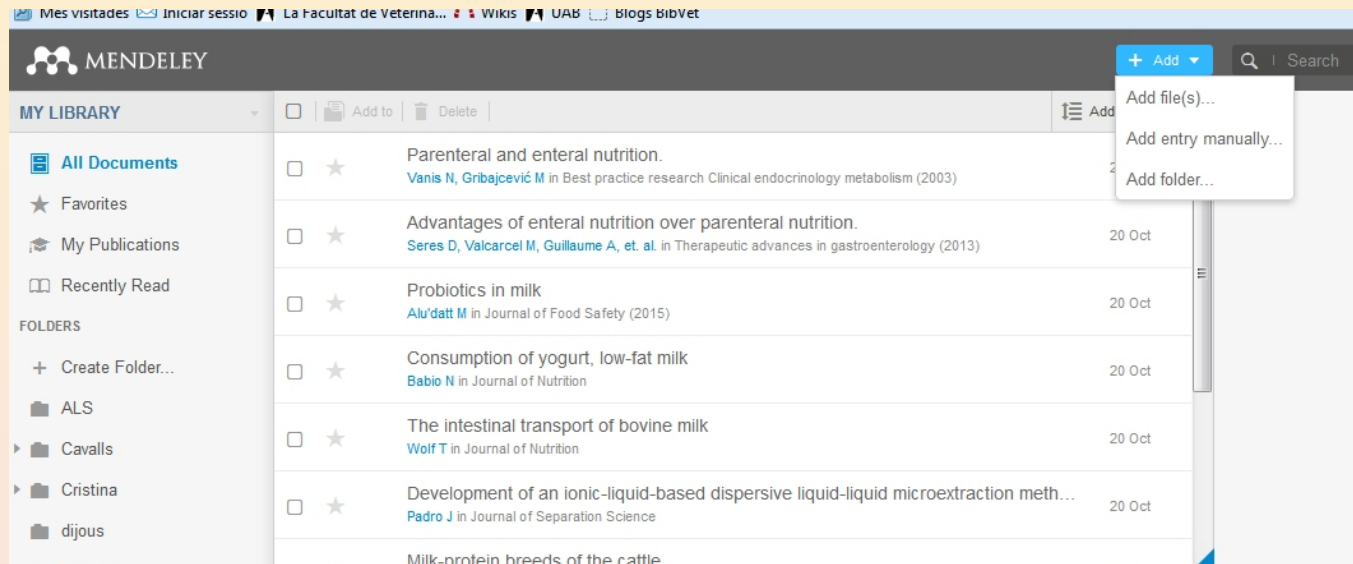 Mes visitades Iniciar sessió La Facultat de Veterina... Wikis UAB Blogs BibVet
MENDELEY
+ Add
Search
Add file(s)...
Add entry manually...
Add folder...
MY LIBRARY
Add to
Delete
Add
All Documents
Favorites
My Publications
Recently Read
FOLDERS
+ Create Folder...
ALS
Cavalls
Cristina
dijous
Parenteral and enteral nutrition.
Vanis N, Gribajcević M in Best practice research Clinical endocrinology metabolism (2003)
Advantages of enteral nutrition over parenteral nutrition.
Seres D, Valcarcel M, Guillaume A, et. al. in Therapeutic advances in gastroenterology (2013)
20 Oct
Probiotics in milk
Alu'datt M in Journal of Food Safety (2015)
20 Oct
Consumption of yogurt, low-fat milk
Babio N in Journal of Nutrition
20 Oct
The intestinal transport of bovine milk
Wolf T in Journal of Nutrition
20 Oct
Development of an ionic-liquid-based dispersive liquid-liquid microextraction meth...
Padro J in Journal of Separation Science
20 Oct
Milk-protein breeds of the cattle